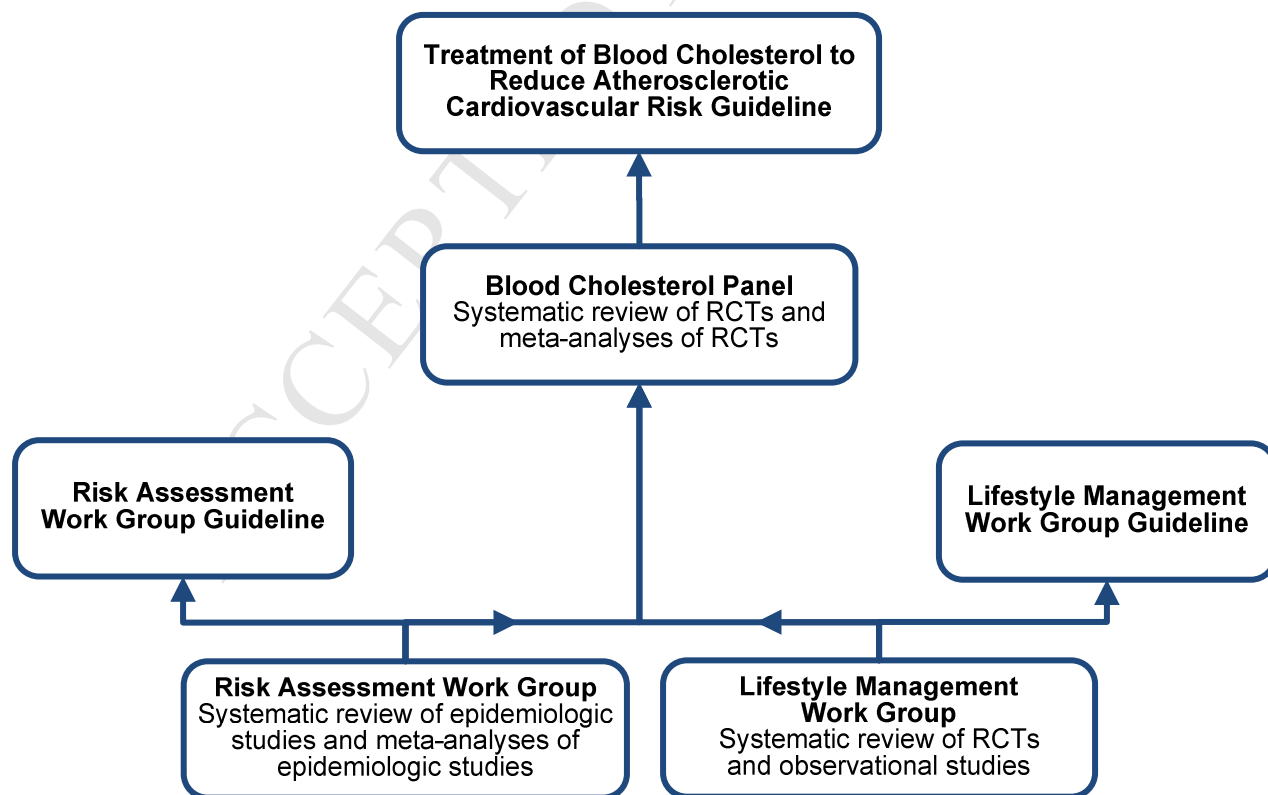 Treatment of Blood Cholesterol to
Reduce Atherosclerotic
Cardiovascular Risk Guideline
Blood Cholesterol Panel
Systematic review of RCTs and
meta-analyses of RCTs
Risk Assessment
Work Group Guideline
Lifestyle Management
Work Group Guideline
Risk Assessment Work Group
Systematic review of epidemiologic
studies and meta-analyses of
epidemiologic studies
Lifestyle Management
Work Group
Systematic review of RCTs
and observational studies